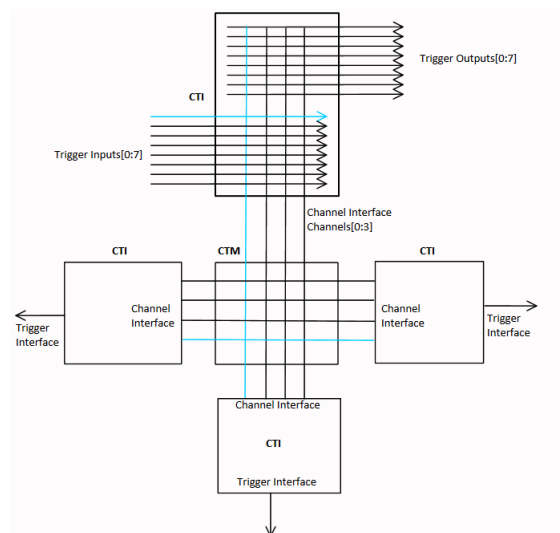 Trigger Outputs[0:7]
CTI
Trigger Inputs[0:7]
Channel Interface
Channels[0:3]
CTI
CTM
CTI
Channel
Interface
Channel
Interface
Trigger
Interface
Trigger
Interface
Channel Interface
CTI
Trigger Interface